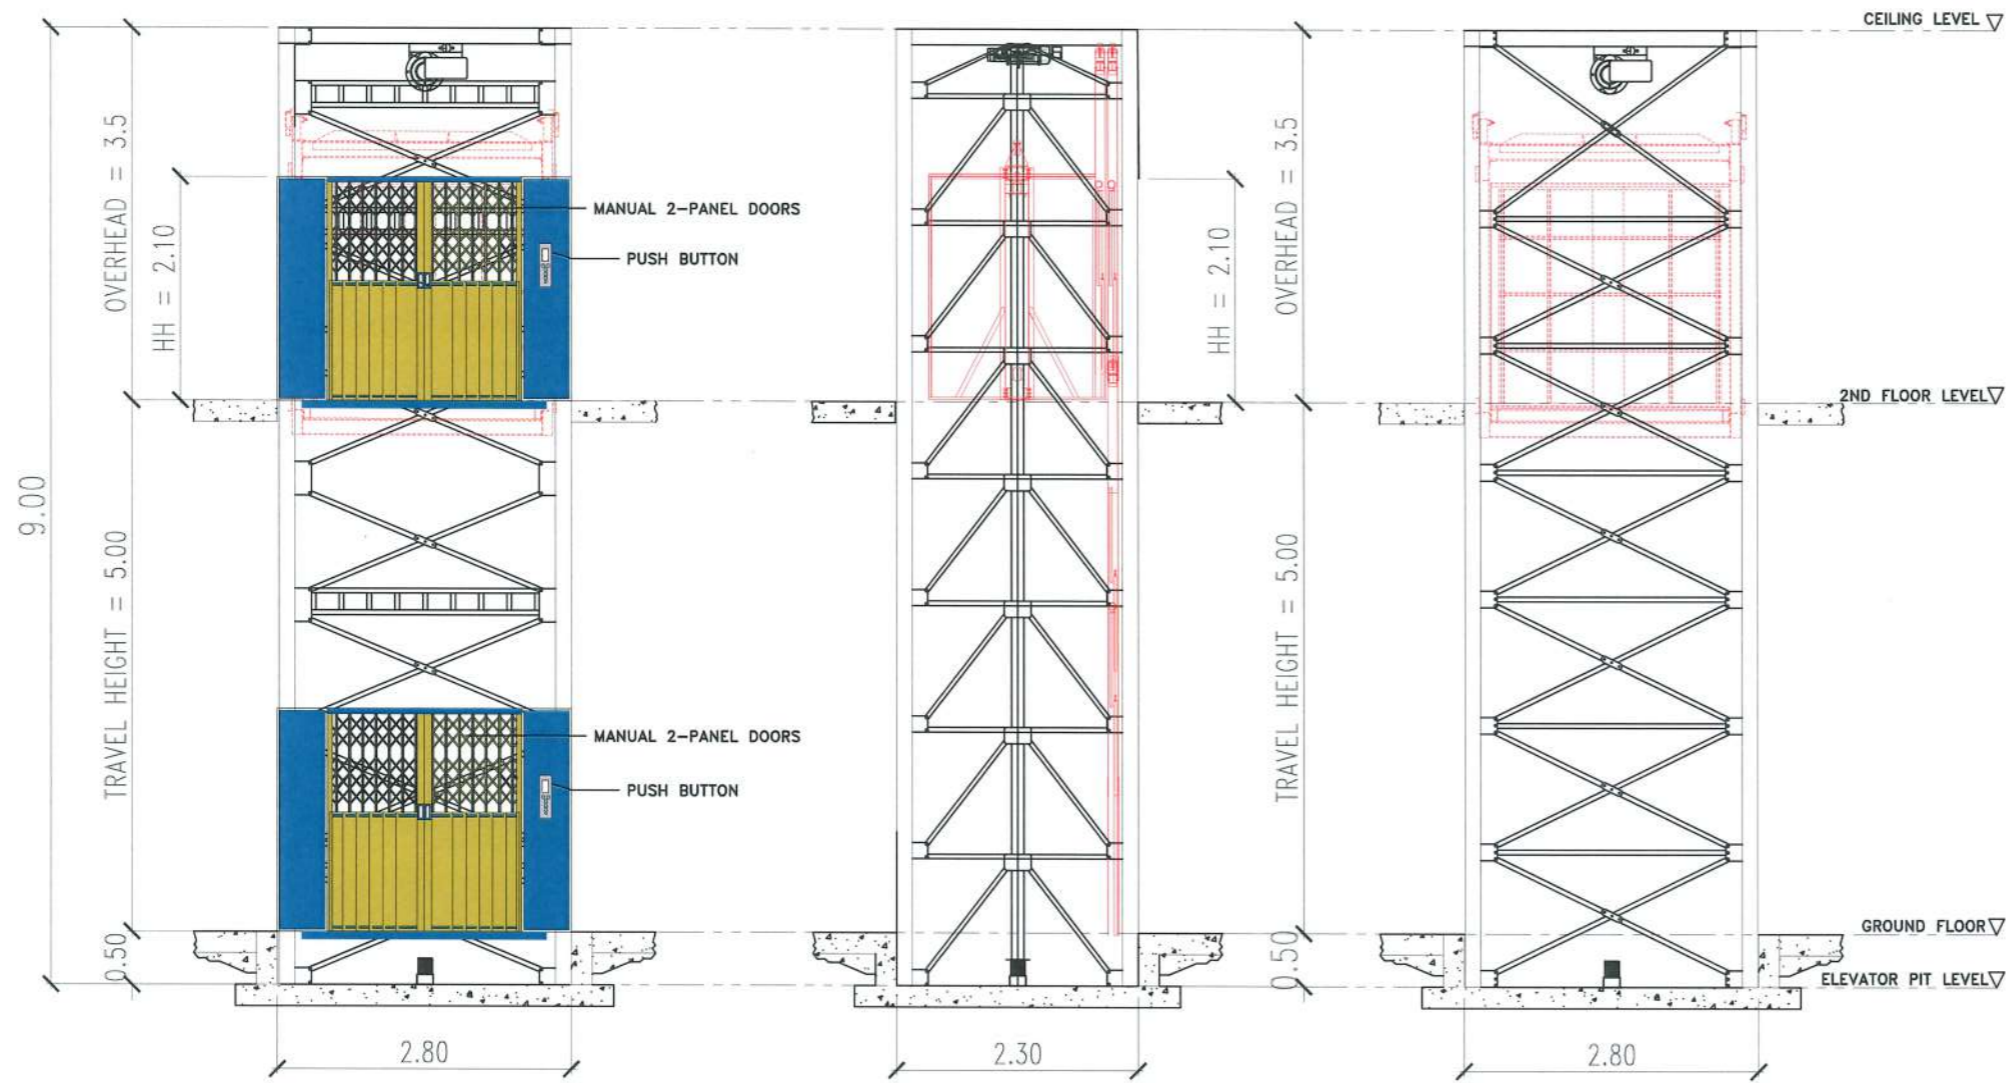 CEILING LEVEL
OVERHEAD = 3.5
HH = 2.10
MANUAL 2-PANEL DOORS
PUSH BUTTON
HH = 2.10
OVERHEAD = 3.5
2ND FLOOR LEVEL
9.00
TRAVEL HEIGHT = 5.00
MANUAL 2-PANEL DOORS
PUSH BUTTON
TRAVEL HEIGHT = 5.00
GROUND FLOOR
0.50
0.50
ELEVATOR PIT LEVEL
2.80
2.30
2.80